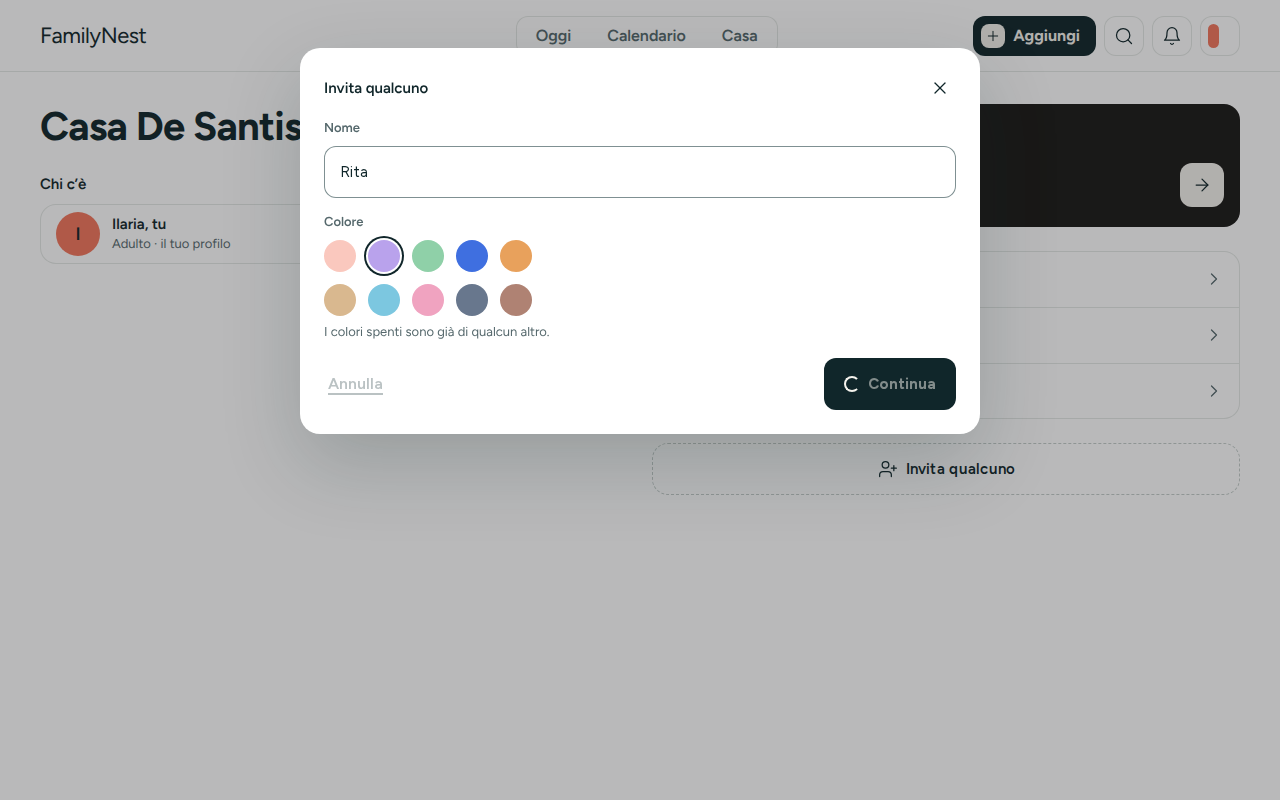 FamilyNest
Oggi
Calendario
Casa
Aggiungi
Casa De Santis
Chi c'è
I
Ilaria, tu
Adulto · il tuo profilo
Invita qualcuno
Nome
Rita
Colore
I colori spenti sono già di qualcun altro.
Annulla
Continua
Invita qualcuno